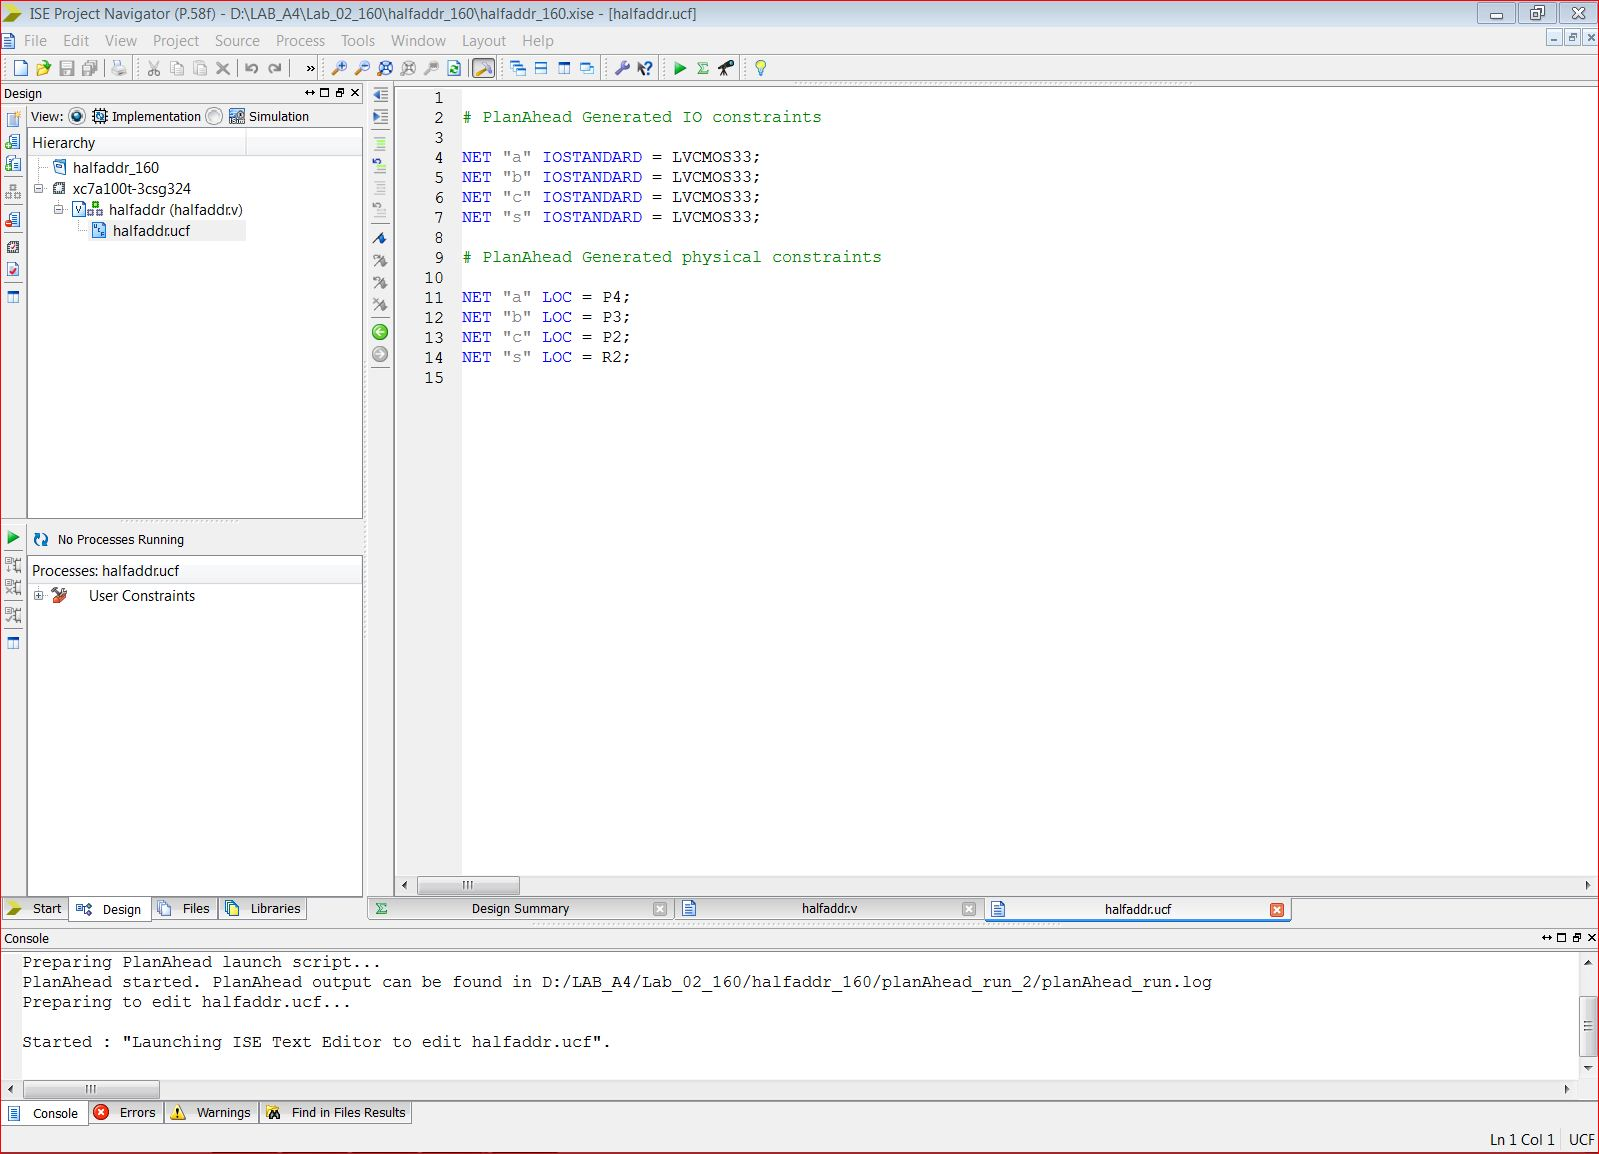 ISE Project Navigator (P.58f) - D:\LAB_A4\Lab_02_160\halfaddr_160\halfaddr_160.xise - [halfaddr.ucf]
File Edit View Project Source Process Tools Window Layout Help
Design
View: Implementation Simulation
Hierarchy
halfaddr_160
xc7a100t-3csg324
halfaddr (halfaddr.v)
halfaddr.ucf
No Processes Running
Processes: halfaddr.ucf
User Constraints
Start Design Files Libraries
1
2 # PlanAhead Generated IO constraints
3
4 NET "a" IOSTANDARD = LVCMOS33;
5 NET "b" IOSTANDARD = LVCMOS33;
6 NET "c" IOSTANDARD = LVCMOS33;
7 NET "s" IOSTANDARD = LVCMOS33;
8
9 # PlanAhead Generated physical constraints
10
11 NET "a" LOC = P4;
12 NET "b" LOC = P3;
13 NET "c" LOC = P2;
14 NET "s" LOC = R2;
15
Design Summary halfaddr.v halfaddr.ucf
Console
Preparing PlanAhead launch script...
PlanAhead started. PlanAhead output can be found in D:/LAB_A4/Lab_02_160/halfaddr_160/planAhead_run_2/planAhead_run.log
Preparing to edit halfaddr.ucf...
Started : "Launching ISE Text Editor to edit halfaddr.ucf".
Console Errors Warnings Find in Files Results
Ln 1 Col 1 UCF